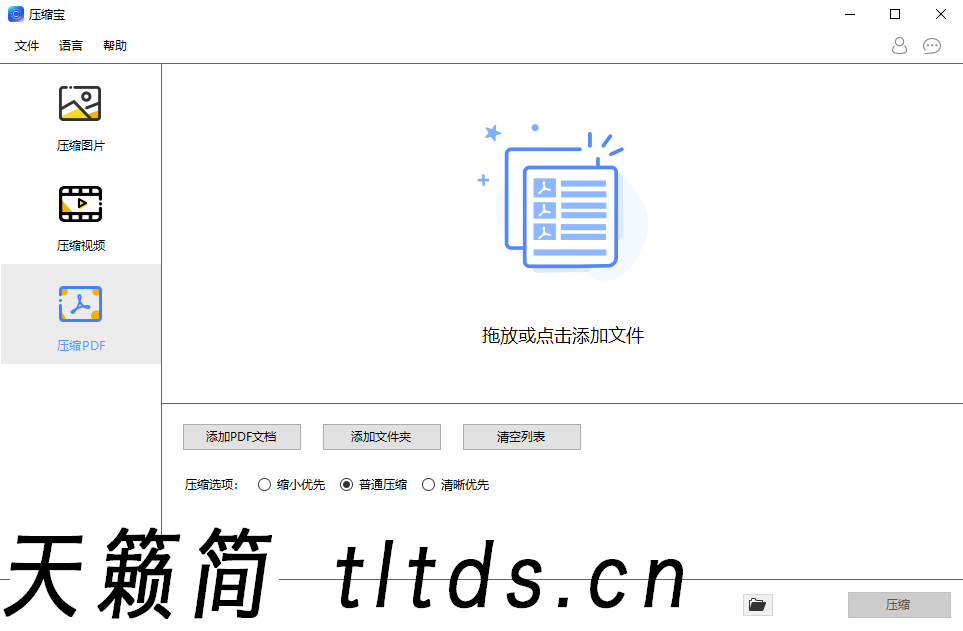 压缩宝
文件 语言 帮助
压缩图片
压缩视频
压缩PDF
拖放或点击添加文件
添加PDF文档 添加文件夹 清空列表
压缩选项: 缩小优先 普通压缩 清晰优先
天籁简 tltds.cn
压缩